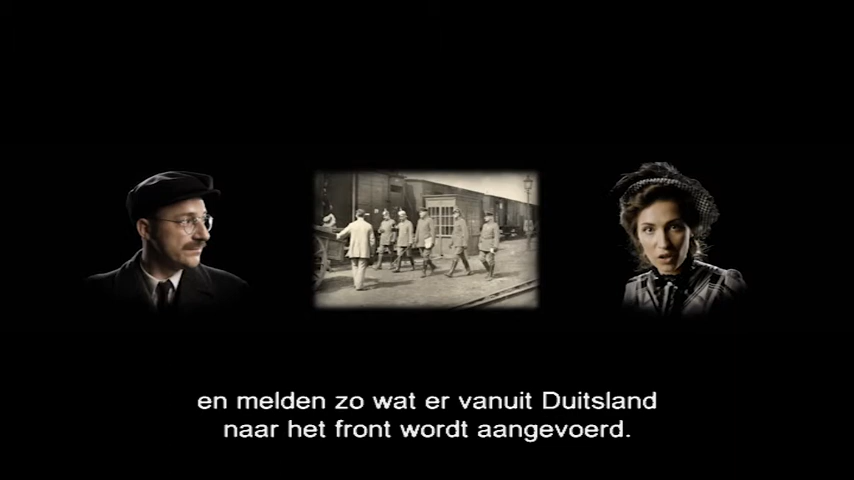 en melden zo wat er vanuit Duitsland
naar het front wordt aangevoerd.